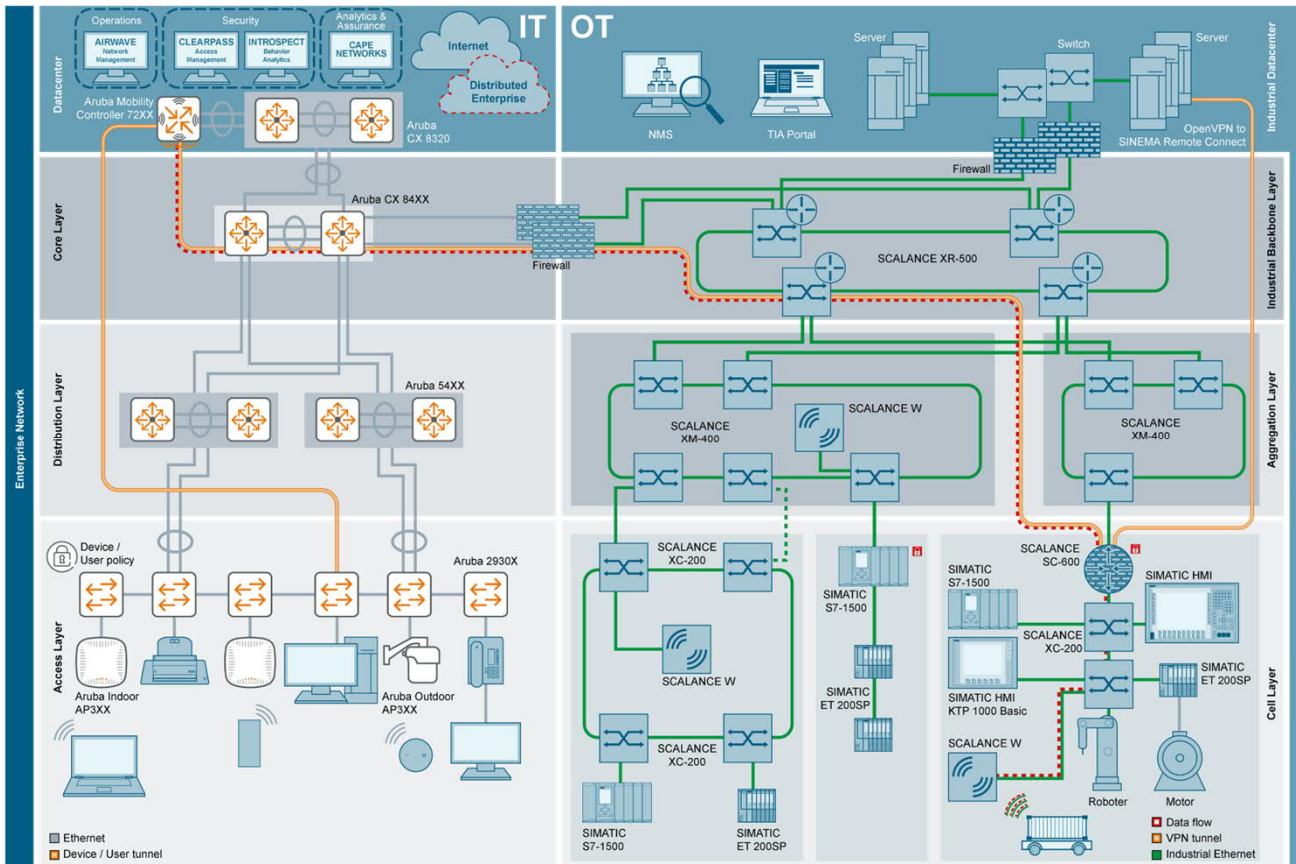 Operations
Security
Analytics &
Assurance
IT
OT
AIRWAVE
Network
Management
CLEARPASS
Access
Management
INTROSPECT
Behavior
Analytics
CAPE
NETWORKS
Internet
Distributed
Enterprise
Datacenter
Aruba Mobility
Controller 72XX
Aruba
CX 8320
Server
Switch
Server
NMS
TIA Portal
OpenVPN to
SINEMA Remote Connect
Firewall
Industrial Datacenter
Core Layer
Aruba CX 84XX
Firewall
SCALANCE XR-500
Industrial Backbone Layer
Enterprise Network
Distribution Layer
Aruba 54XX
SCALANCE
XM-400
SCALANCE W
SCALANCE
XM-400
Aggregation Layer
Access Layer
Device /
User policy
Aruba 2930X
Aruba Indoor
AP3XX
Aruba Outdoor
AP3XX
SCALANCE
XC-200
SCALANCE W
SCALANCE
XC-200
SIMATIC
S7-1500
SIMATIC
ET 200SP
SIMATIC
S7-1500
SIMATIC
ET 200SP
SCALANCE
SC-600
SIMATIC
S7-1500
SIMATIC HMI
SCALANCE
XC-200
SIMATIC HMI
KTP 1000 Basic
SIMATIC
ET 200SP
SCALANCE W
Roboter
Motor
Cell Layer
Ethernet
Device / User tunnel
Data flow
VPN tunnel
Industrial Ethernet